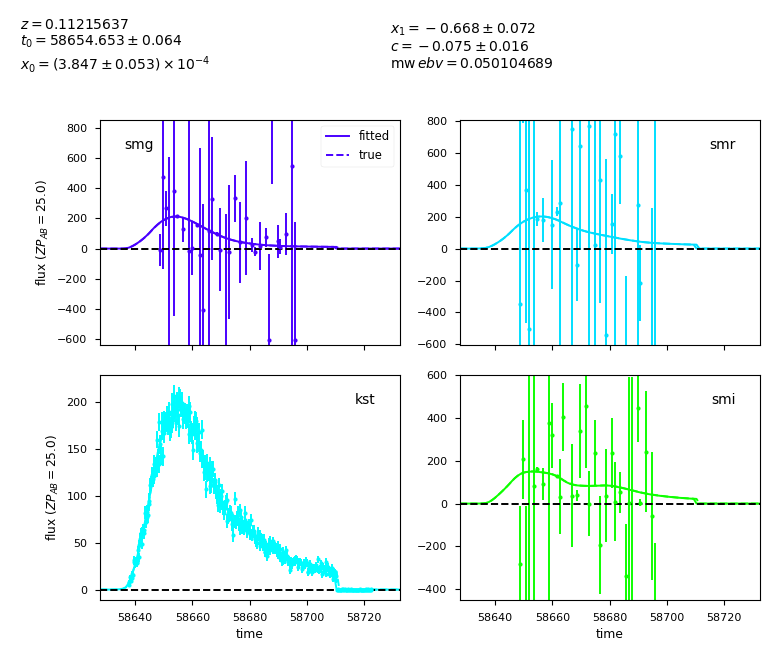 z = 0.11215637
t₀ = 58654.653 ± 0.064
x₀ = (3.847 ± 0.053) × 10⁻⁴
x₁ = −0.668 ± 0.072
c = −0.075 ± 0.016
mw ebv = 0.050104689
flux (ZP_AB = 25.0)
800
600
400
200
0
−200
−400
−600
smg
fitted
true
800
600
400
200
0
−200
−400
−600
smr
flux (ZP_AB = 25.0)
200
150
100
50
0
kst
58640 58660 58680 58700 58720
time
600
400
200
0
−200
−400
smi
58640 58660 58680 58700 58720
time